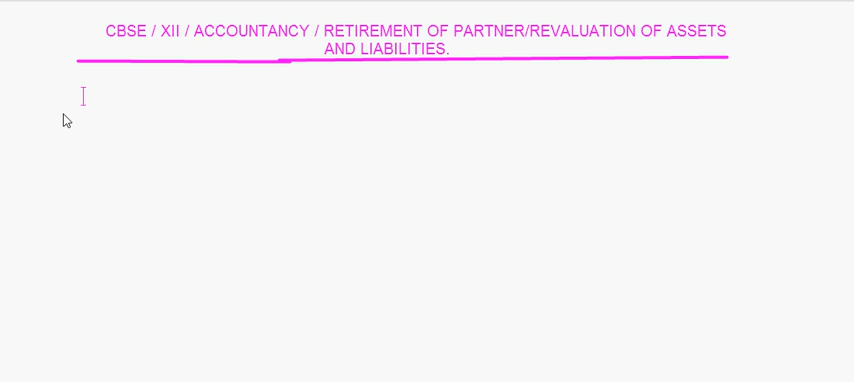 CBSE / XII / ACCOUNTANCY / RETIREMENT OF PARTNER/REVALUATION OF ASSETS
AND LIABILITIES.